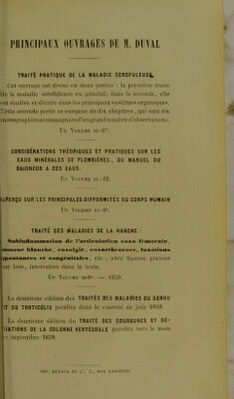 PRINCIPAUX OUVRAGES DE M. DUVAL
TRAITÉ PRATIQUE DE LA MALADIE SCROFULEUSE.
Cet ouvrage est divisé en deux parties : la première traite
de la maladie scrofuleuse en général; dans la seconde, elle
est étudiée et décrite dans les principaux systèmes organiques.
Cette seconde partie se compose de dix chapitres, qui sont dix
monographies accompagnées d'un grand nombre d'observations.
UN VOLUME IN-8°.
CONSIDÉRATIONS THÉORIQUES ET PRATIQUES SUR LES
EAUX MINÉRALES DE PLOMBIÈRES, OU MANUEL DU
BAIGNEUR A CES EAUX.
UN VOLUME IN-18.
APERÇU SUR LES PRINCIPALES DIFFORMITÉS DU CORPS HUMAIN
UN VOLUME IN-8°.
TRAITÉ DES MALADIES DE LA HANCHE :
Subinflammation de l'articulation coxo-fémorale,
tumeur blanche, coxalgie, coxarthrocace, luxations
spontanées et congénitales, etc., avec figures gravées
sur bois, intercalées dans le texte.
UN VOLUME IN-8°. — 1859.
La deuxième édition des TRAITÉS DES MALADIES DU GENOU
ET DU TORTICOLIS paraîtra dans le courant de juin 1859.
La deuxième édition du TRAITÉ DES COURBURES ET DÉ-
VIATIONS DE LA COLONNE VERTÉBRALE paraîtra vers le mois
de septembre 1859.